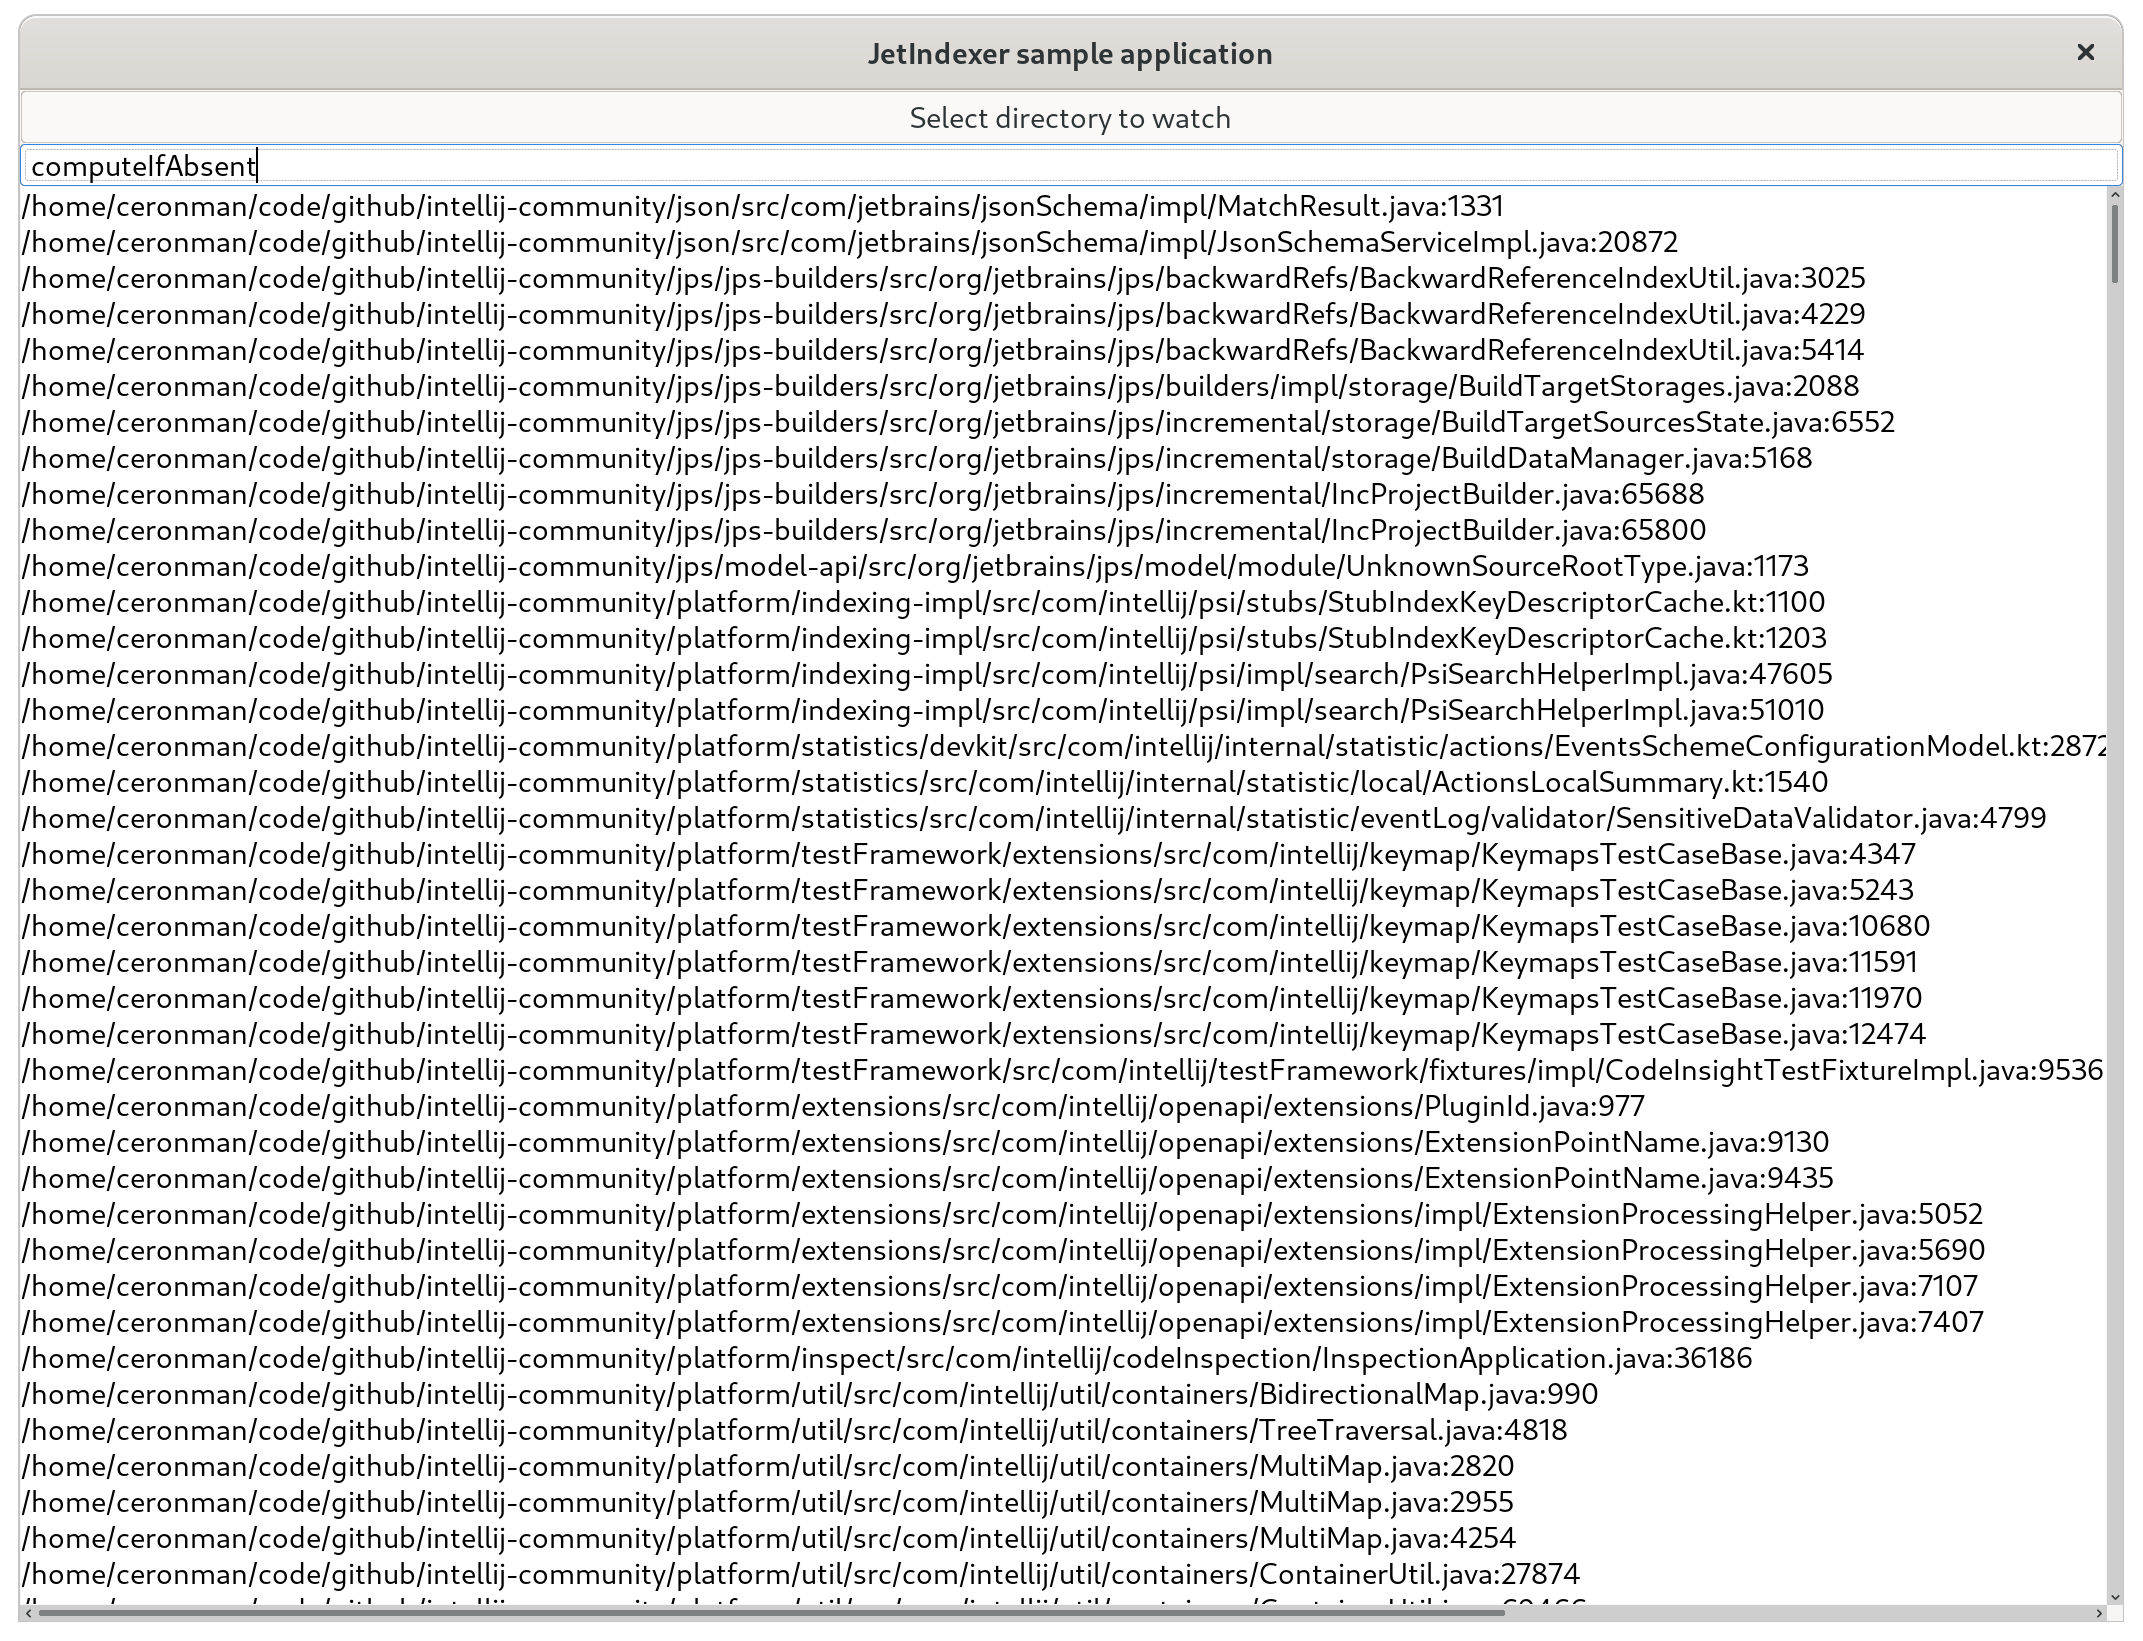 JetIndexer sample application
Select directory to watch
computeIfAbsent
/home/ceronman/code/github/intellij-community/json/src/com/jetbrains/jsonSchema/impl/MatchResult.java:1331
/home/ceronman/code/github/intellij-community/json/src/com/jetbrains/jsonSchema/impl/JsonSchemaServiceImpl.java:20872
/home/ceronman/code/github/intellij-community/jps/jps-builders/src/org/jetbrains/jps/backwardRefs/BackwardReferenceIndexUtil.java:3025
/home/ceronman/code/github/intellij-community/jps/jps-builders/src/org/jetbrains/jps/backwardRefs/BackwardReferenceIndexUtil.java:4229
/home/ceronman/code/github/intellij-community/jps/jps-builders/src/org/jetbrains/jps/backwardRefs/BackwardReferenceIndexUtil.java:5414
/home/ceronman/code/github/intellij-community/jps/jps-builders/src/org/jetbrains/jps/builders/impl/storage/BuildTargetStorages.java:2088
/home/ceronman/code/github/intellij-community/jps/jps-builders/src/org/jetbrains/jps/incremental/storage/BuildTargetSourcesState.java:6552
/home/ceronman/code/github/intellij-community/jps/jps-builders/src/org/jetbrains/jps/incremental/storage/BuildDataManager.java:5168
/home/ceronman/code/github/intellij-community/jps/jps-builders/src/org/jetbrains/jps/incremental/IncProjectBuilder.java:65688
/home/ceronman/code/github/intellij-community/jps/jps-builders/src/org/jetbrains/jps/incremental/IncProjectBuilder.java:65800
/home/ceronman/code/github/intellij-community/jps/model-api/src/org/jetbrains/jps/model/module/UnknownSourceRootType.java:1173
/home/ceronman/code/github/intellij-community/platform/indexing-impl/src/com/intellij/psi/stubs/StubIndexKeyDescriptorCache.kt:1100
/home/ceronman/code/github/intellij-community/platform/indexing-impl/src/com/intellij/psi/stubs/StubIndexKeyDescriptorCache.kt:1203
/home/ceronman/code/github/intellij-community/platform/indexing-impl/src/com/intellij/psi/impl/search/PsiSearchHelperImpl.java:47605
/home/ceronman/code/github/intellij-community/platform/indexing-impl/src/com/intellij/psi/impl/search/PsiSearchHelperImpl.java:51010
/home/ceronman/code/github/intellij-community/platform/statistics/devkit/src/com/intellij/internal/statistic/actions/EventsSchemeConfigurationModel.kt:2872
/home/ceronman/code/github/intellij-community/platform/statistics/src/com/intellij/internal/statistic/local/ActionsLocalSummary.kt:1540
/home/ceronman/code/github/intellij-community/platform/statistics/src/com/intellij/internal/statistic/eventLog/validator/SensitiveDataValidator.java:4799
/home/ceronman/code/github/intellij-community/platform/testFramework/extensions/src/com/intellij/keymap/KeymapsTestCaseBase.java:4347
/home/ceronman/code/github/intellij-community/platform/testFramework/extensions/src/com/intellij/keymap/KeymapsTestCaseBase.java:5243
/home/ceronman/code/github/intellij-community/platform/testFramework/extensions/src/com/intellij/keymap/KeymapsTestCaseBase.java:10680
/home/ceronman/code/github/intellij-community/platform/testFramework/extensions/src/com/intellij/keymap/KeymapsTestCaseBase.java:11591
/home/ceronman/code/github/intellij-community/platform/testFramework/extensions/src/com/intellij/keymap/KeymapsTestCaseBase.java:11970
/home/ceronman/code/github/intellij-community/platform/testFramework/extensions/src/com/intellij/keymap/KeymapsTestCaseBase.java:12474
/home/ceronman/code/github/intellij-community/platform/testFramework/src/com/intellij/testFramework/fixtures/impl/CodeInsightTestFixtureImpl.java:9536
/home/ceronman/code/github/intellij-community/platform/extensions/src/com/intellij/openapi/extensions/PluginId.java:977
/home/ceronman/code/github/intellij-community/platform/extensions/src/com/intellij/openapi/extensions/ExtensionPointName.java:9130
/home/ceronman/code/github/intellij-community/platform/extensions/src/com/intellij/openapi/extensions/ExtensionPointName.java:9435
/home/ceronman/code/github/intellij-community/platform/extensions/src/com/intellij/openapi/extensions/impl/ExtensionProcessingHelper.java:5052
/home/ceronman/code/github/intellij-community/platform/extensions/src/com/intellij/openapi/extensions/impl/ExtensionProcessingHelper.java:5690
/home/ceronman/code/github/intellij-community/platform/extensions/src/com/intellij/openapi/extensions/impl/ExtensionProcessingHelper.java:7107
/home/ceronman/code/github/intellij-community/platform/extensions/src/com/intellij/openapi/extensions/impl/ExtensionProcessingHelper.java:7407
/home/ceronman/code/github/intellij-community/platform/inspect/src/com/intellij/codeInspection/InspectionApplication.java:36186
/home/ceronman/code/github/intellij-community/platform/util/src/com/intellij/util/containers/BidirectionalMap.java:990
/home/ceronman/code/github/intellij-community/platform/util/src/com/intellij/util/containers/TreeTraversal.java:4818
/home/ceronman/code/github/intellij-community/platform/util/src/com/intellij/util/containers/MultiMap.java:2820
/home/ceronman/code/github/intellij-community/platform/util/src/com/intellij/util/containers/MultiMap.java:2955
/home/ceronman/code/github/intellij-community/platform/util/src/com/intellij/util/containers/MultiMap.java:4254
/home/ceronman/code/github/intellij-community/platform/util/src/com/intellij/util/containers/ContainerUtil.java:27874